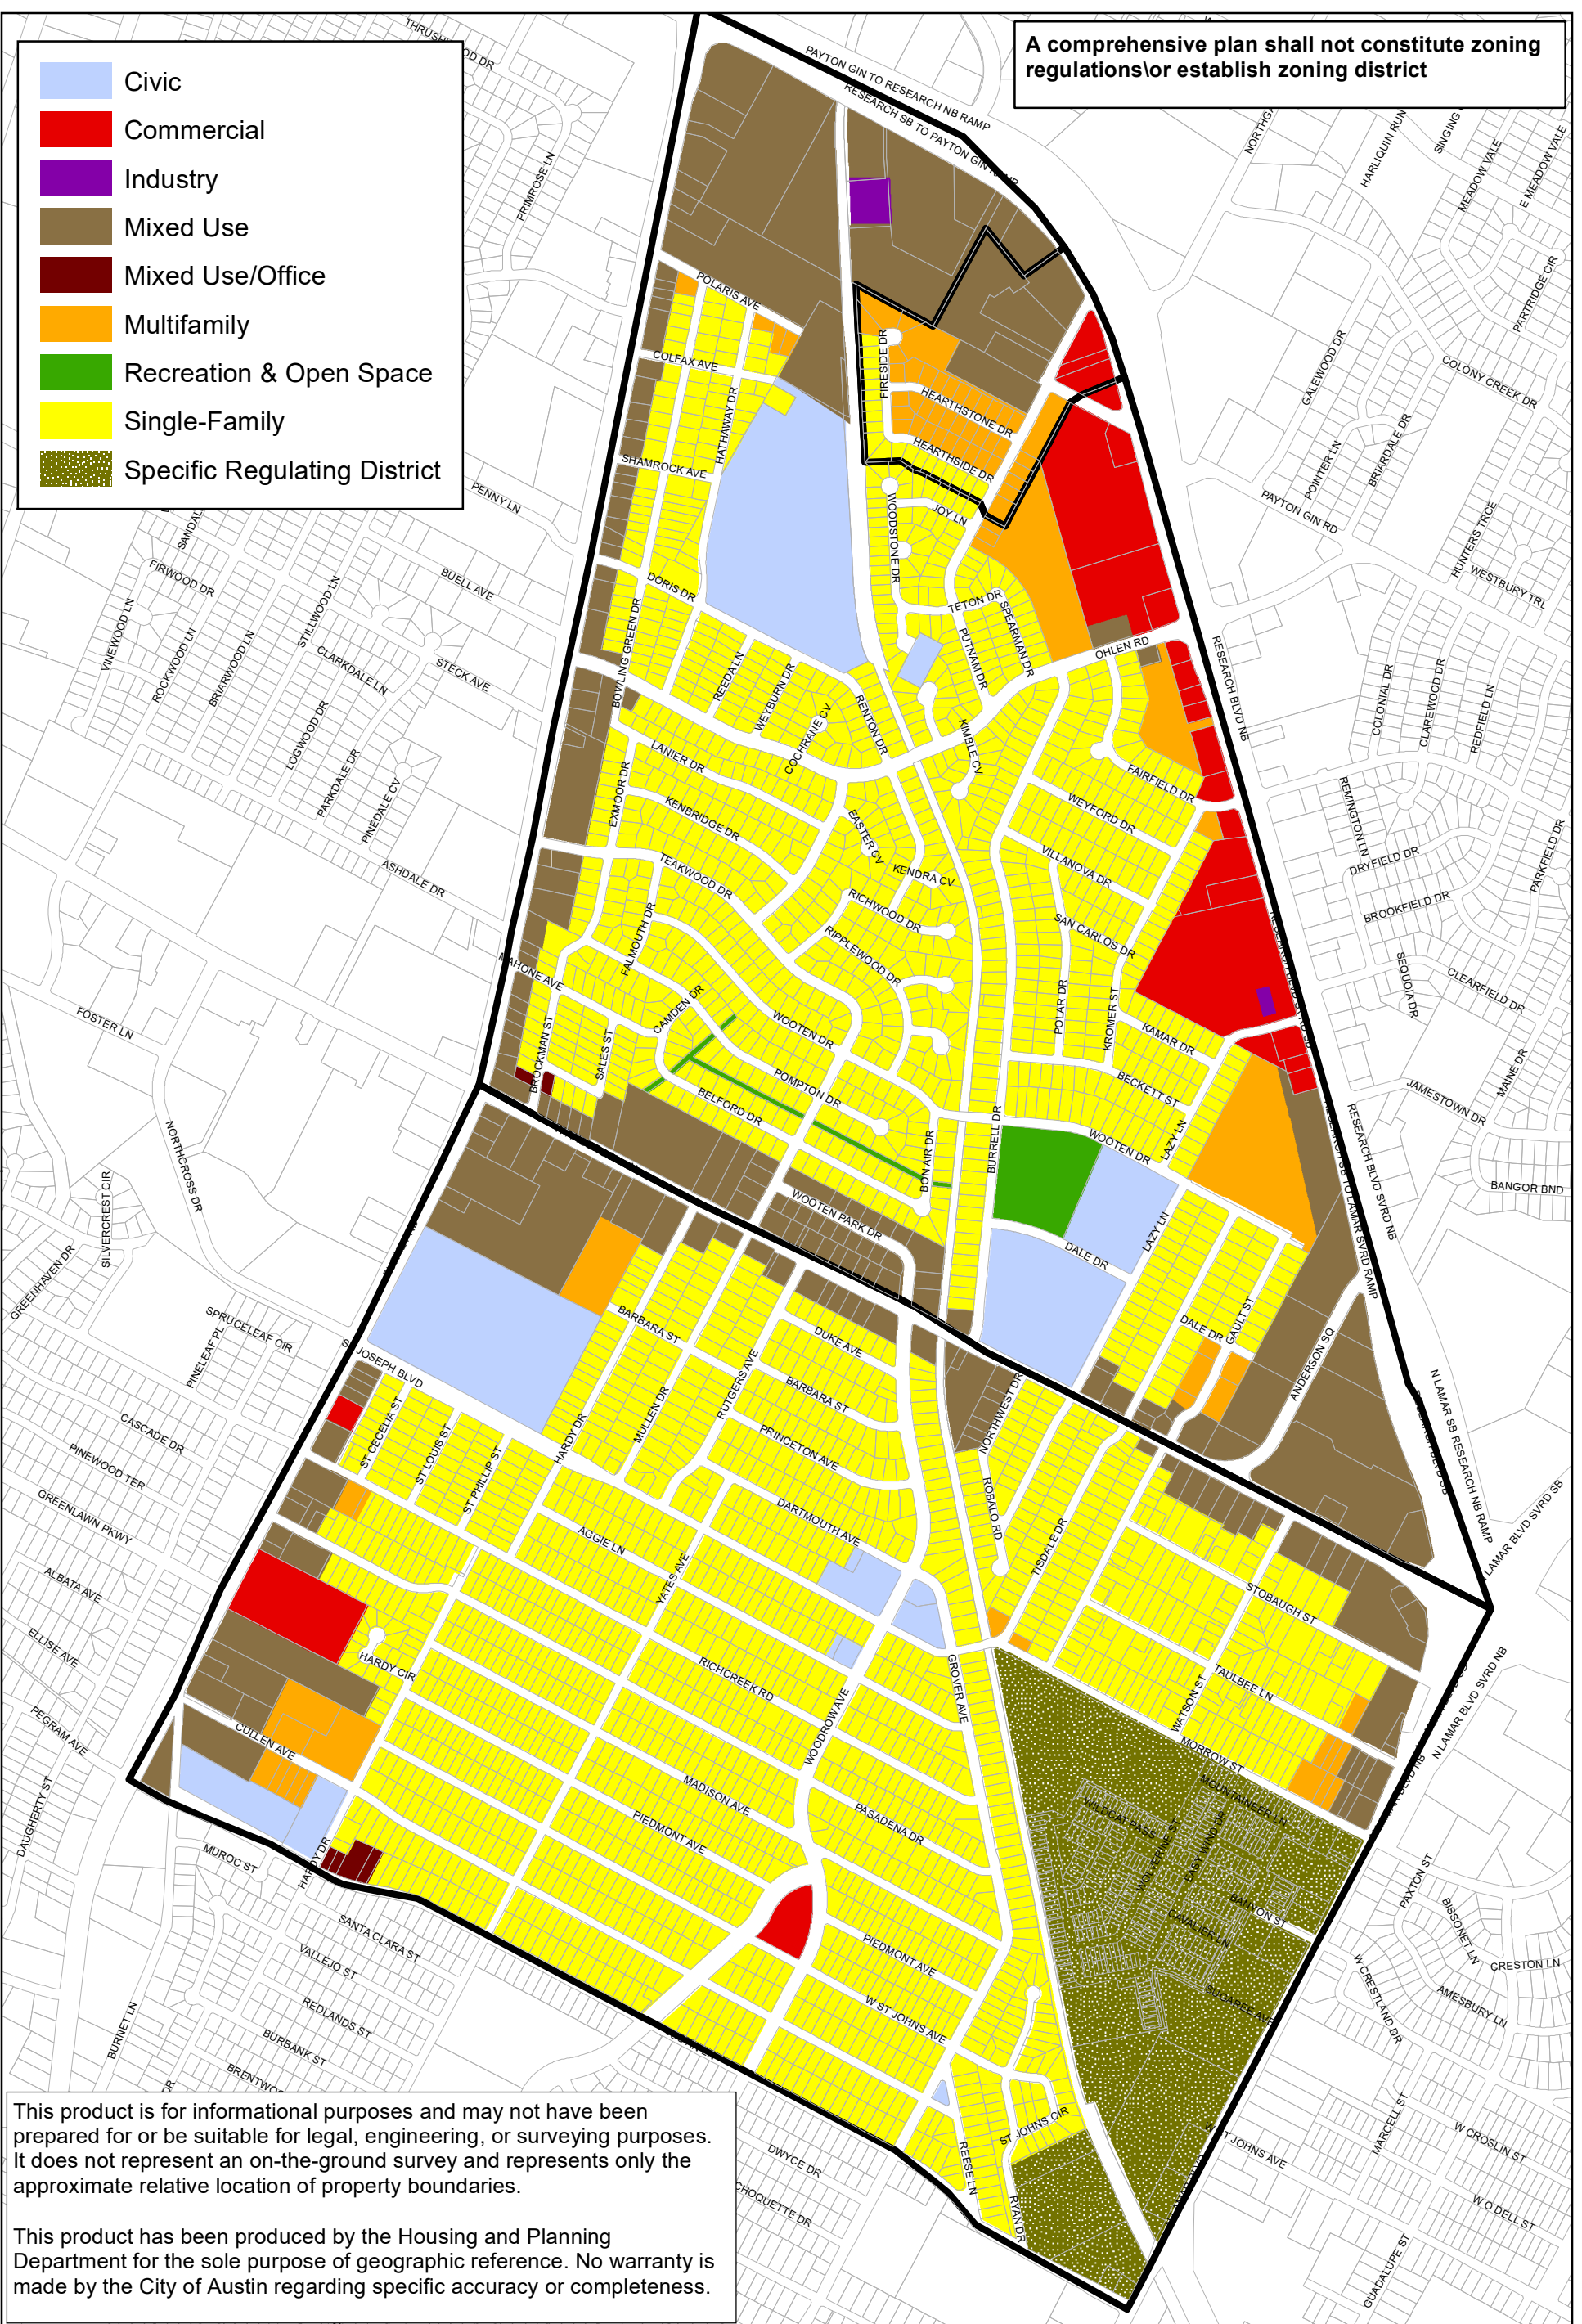 Civic
Commercial
Industry
Mixed Use
Mixed Use/Office
Multifamily
Recreation & Open Space
Single-Family
Specific Regulating District
A comprehensive plan shall not constitute zoning
regulations\or establish zoning district
PAYTON GIN TO RESEARCH NB RAMP
PRIMROSE LN
HARLIQUIN RUN
MEADOW VALE
E MEADOW VALE
PARTRIDGE CIR
COLONY CREEK DR
GALEWOOD DR
POINTER LN
BRIARDALE DR
PAYTON GIN RD
HUNTERS TRCE
WESTBURY TRL
POLARIS AVE
COLFAX AVE
HATHAWAY DR
SHAMROCK AVE
FIRESIDE DR
HEARTHSTONE DR
HEARTHSIDE DR
JOY LN
WOODSTONE DR
TETON DR
SPEARMAN DR
PUTNAM DR
OHLEN RD
PENNY LN
BUELL AVE
FIRWOOD DR
VINEWOOD LN
ROCKWOOD LN
BRIARWOOD LN
STILLWOOD LN
CLARKDALE LN
STECK AVE
LOGWOOD DR
PARKDALE DR
PINEDALE CV
ASHDALE DR
DORIS DR
BOWLING GREEN DR
REEDA LN
WEYBURN DR
COCHRANE CV
RENTON DR
KIMBLE CV
LANIER DR
EXMOOR DR
KENBRIDGE DR
TEAKWOOD DR
EASTER CV
KENDRA CV
RICHWOOD DR
RIPPLEWOOD DR
FALMOUTH DR
FAIRFIELD DR
WEYFORD DR
VILLANOVA DR
SAN CARLOS DR
POLAR DR
KROMER ST
KAMAR DR
BECKETT ST
LAZY LN
RESEARCH BLVD NB
COLONIAL DR
CLAREWOOD DR
REDFIELD LN
REMINGTON LN
DRYFIELD DR
BROOKFIELD DR
PARKFIELD DR
SEQUOIA DR
CLEARFIELD DR
JAMESTOWN DR
MAINE DR
BANGOR BND
RESEARCH BLVD SVRD NB
BROCKMAN ST
SALES ST
CAMDEN DR
WOOTEN DR
POMPTON DR
BELFORD DR
BON AIR DR
BURRELL DR
WOOTEN DR
DALE DR
LAZY LN
WOOTEN PARK DR
DALE DR
GAULT ST
ANDERSON SQ
FOSTER LN
NORTHCROSS DR
SILVERCREST CIR
GREENHAVEN DR
SPRUCELEAF CIR
PINELEAF PL
CASCADE DR
PINEWOOD TER
GREENLAWN PKWY
ALBATA AVE
ELLISE AVE
PEGRAM AVE
DAUGHERTY ST
ST CECELIA ST
ST LOUIS ST
ST PHILLIP ST
HARDY DR
MULLEN DR
RUTGERS AVE
BARBARA ST
DUKE AVE
BARBARA ST
PRINCETON AVE
DARTMOUTH AVE
NORTHWEST DR
ROBALO RD
TISDALE DR
AGGIE LN
YATES AVE
STOBAUGH ST
TAULBEE LN
WATSON ST
MORROW ST
N LAMAR SB RESEARCH NB RAMP
N LAMAR BLVD SVRD NB
HARDY CIR
RICHCREEK RD
GROVER AVE
WOODROW AVE
CULLEN AVE
MADISON AVE
PIEDMONT AVE
PASADENA DR
MOUNTAINEER LN
WILDCAT PASS
WOLVERINE ST
EASY WIND DR
BANYON ST
CAVALIER LN
SUGAREE AVE
PAXTON ST
BISSONET LN
CRESTON LN
AMESBURY LN
W CRESTLAND DR
MUROC ST
HARDY DR
SANTA CLARA ST
VALLEJO ST
REDLANDS ST
BURBANK ST
BURNET LN
PIEDMONT AVE
W ST JOHNS AVE
ST JOHNS CIR
REESE LN
RYAN DR
DWYCE DR
CHOQUETTE DR
MARCELL ST
W CROSLIN ST
W O DELL ST
GUADALUPE ST
This product is for informational purposes and may not have been
prepared for or be suitable for legal, engineering, or surveying purposes.
It does not represent an on-the-ground survey and represents only the
approximate relative location of property boundaries.
This product has been produced by the Housing and Planning
Department for the sole purpose of geographic reference. No warranty is
made by the City of Austin regarding specific accuracy or completeness.